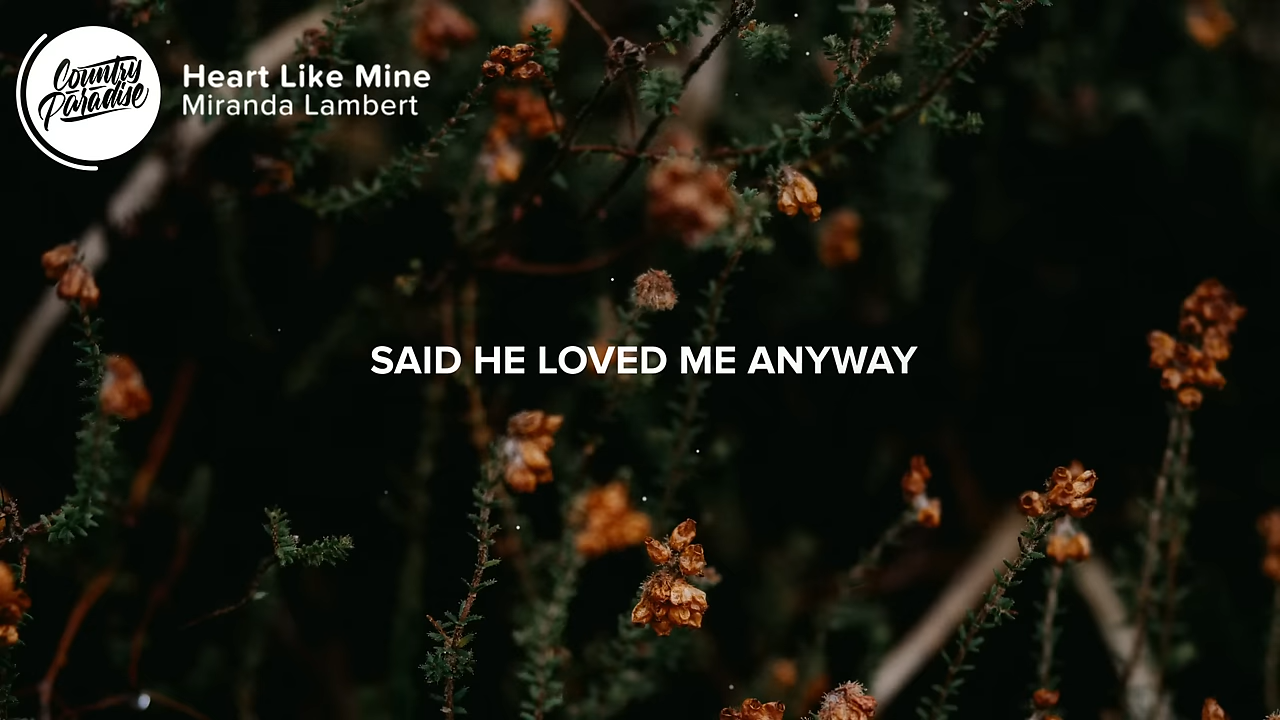 Country
Paradise
Heart Like Mine
Miranda Lambert
SAID HE LOVED ME ANYWAY